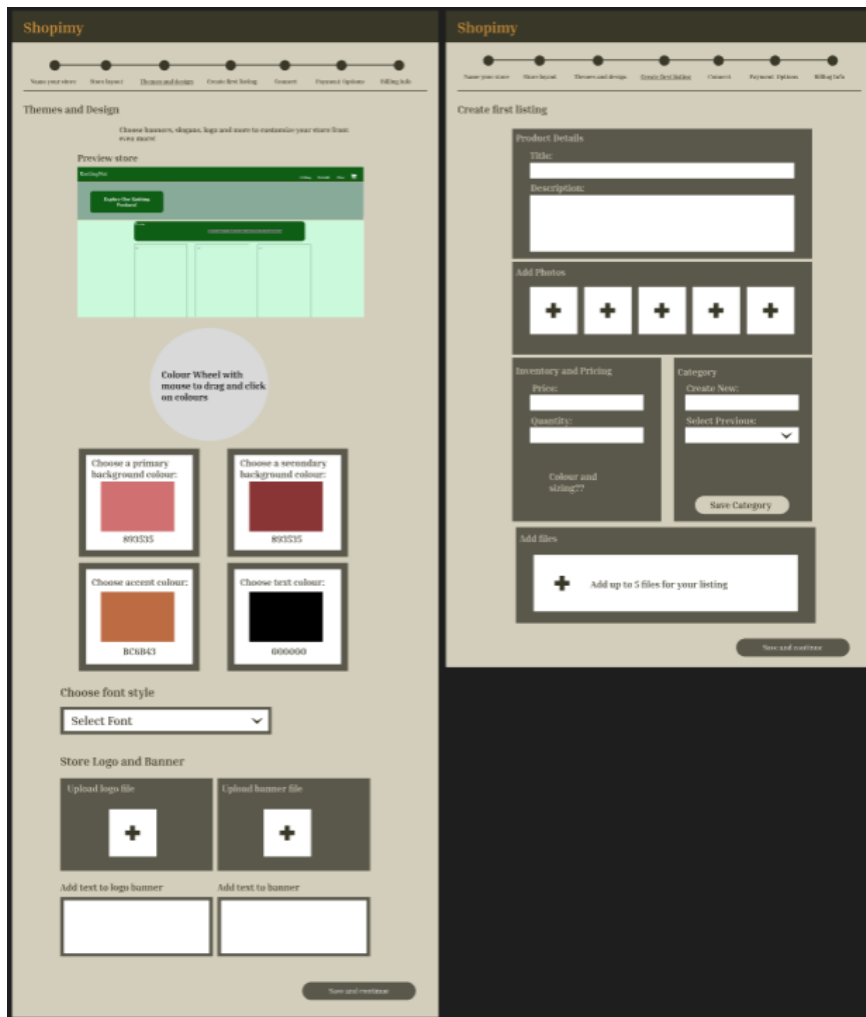 Shopimy
Name your store Store layout Themes and design Create first listing Connect Payment Options Billing Info
Themes and Design
Choose banners, slogans, logo and more to customize your store front
even more!
Preview store
Explore Our Knitting
Products!
Colour Wheel with
mouse to drag and click
on colours
Choose a primary
background colour:
893535
Choose a secondary
background colour:
893535
Choose accent colour:
BC6B43
Choose text colour:
000000
Choose font style
Select Font
Store Logo and Banner
Upload logo file
Upload banner file
Add text to logo banner
Add text to banner
Save and continue
Shopimy
Name your store Store layout Themes and design Create first listing Connect Payment Options Billing Info
Create first listing
Product Details
Title:
Description:
Add Photos
Inventory and Pricing
Price:
Quantity:
Colour and
sizing??
Category
Create New:
Select Previous:
Save Category
Add files
Add up to 5 files for your listing
Save and continue